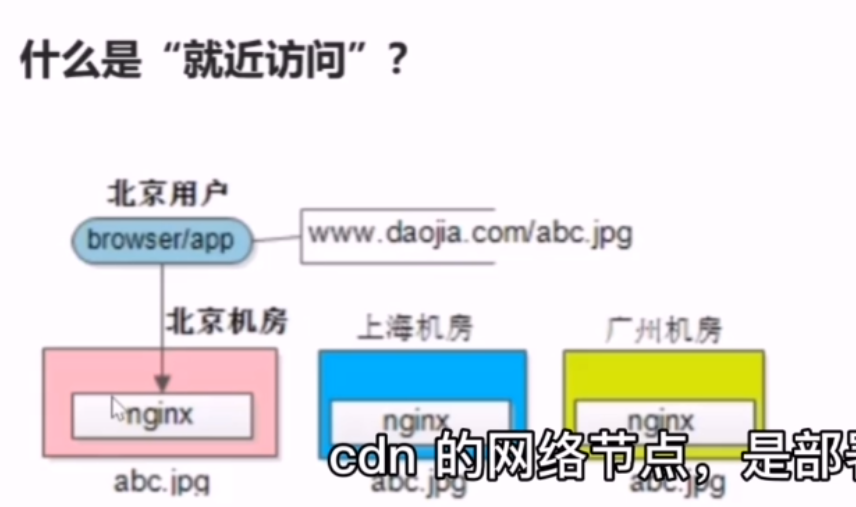 什么是“就近访问”？
北京用户
browser/app
www.daojia.com/abc.jpg
北京机房
上海机房
广州机房
nginx
nginx
nginx
abc.jpg
abc.jpg
abc.jpg
cdn 的网络节点，是部署